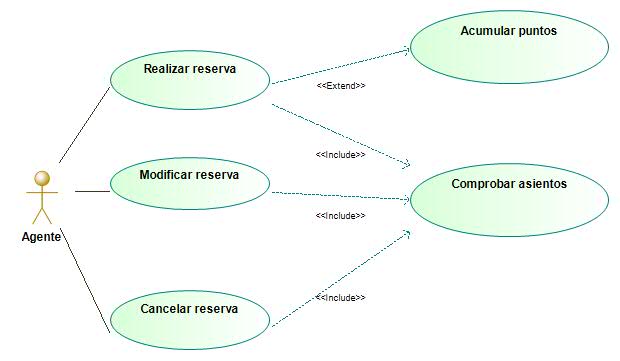 Acumular puntos
Realizar reserva
<<Extend>>
<<Include>>
Modificar reserva
Comprobar asientos
<<Include>>
Agente
<<Include>>
Cancelar reserva